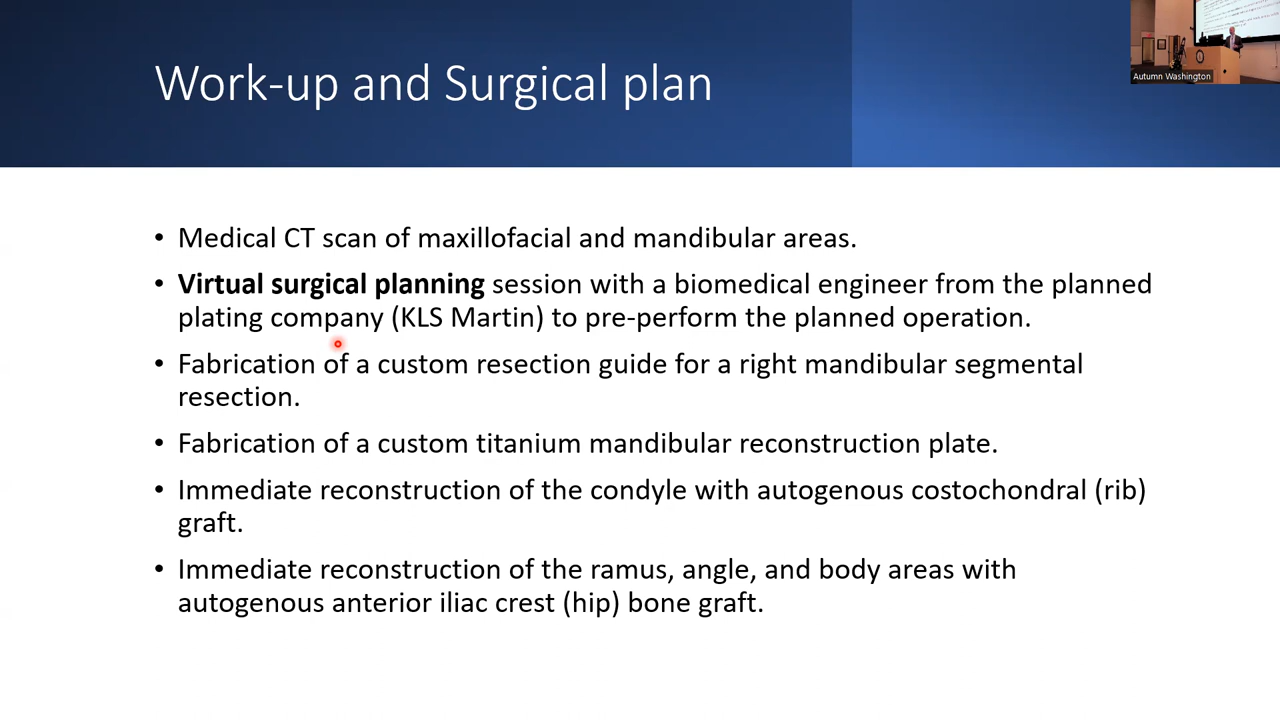 Work-up and Surgical plan
Autumn Washington
• Medical CT scan of maxillofacial and mandibular areas.
• Virtual surgical planning session with a biomedical engineer from the planned
plating company (KLS Martin) to pre-perform the planned operation.
• Fabrication of a custom resection guide for a right mandibular segmental
resection.
• Fabrication of a custom titanium mandibular reconstruction plate.
• Immediate reconstruction of the condyle with autogenous costochondral (rib)
graft.
• Immediate reconstruction of the ramus, angle, and body areas with
autogenous anterior iliac crest (hip) bone graft.